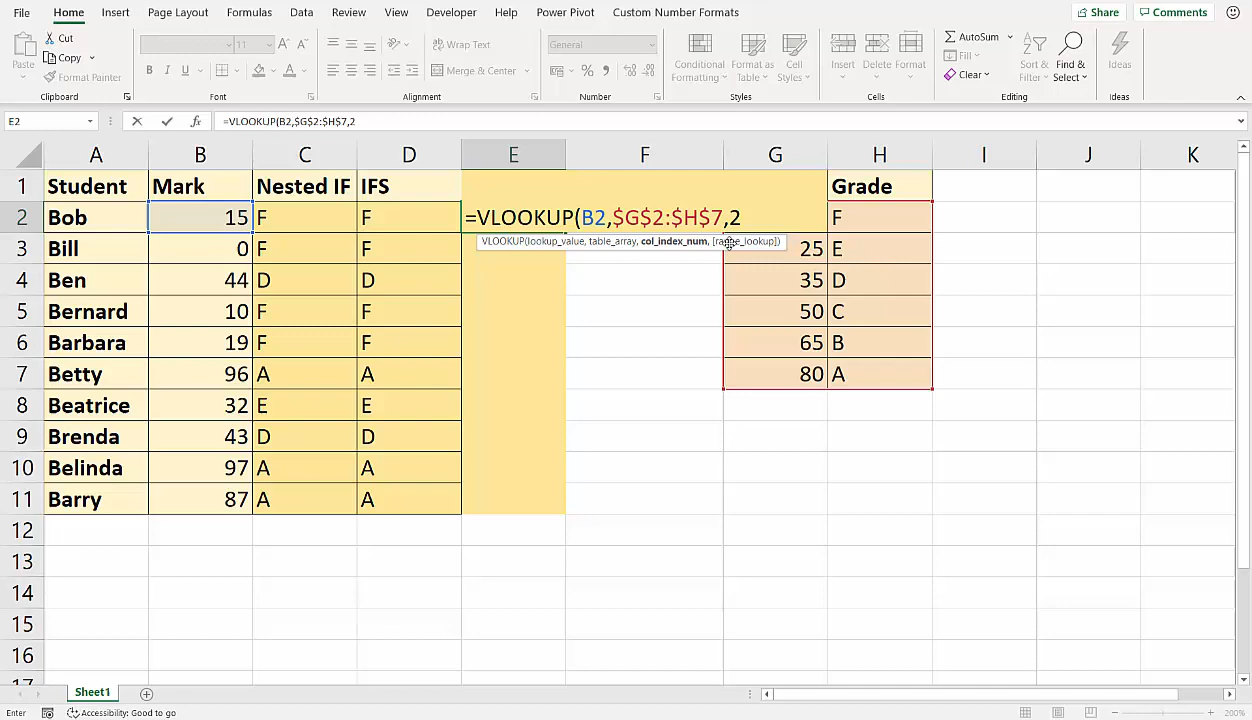 File Home Insert Page Layout Formulas Data Review View Developer Help Power Pivot Custom Number Formats Share Comments
Paste Cut Copy Format Painter
11 A A Wrap Text General Conditional Formatting Format as Table Cell Styles Insert Delete Format AutoSum Fill Clear Sort & Filter Find & Select Ideas
B I U A Merge & Center % ,
Clipboard Font Alignment Number Styles Cells Editing Ideas
E2 fx =VLOOKUP(B2,$G$2:$H$7,2
A B C D E F G H I J K
1 Student Mark Nested IF IFS Grade
2 Bob 15 F F =VLOOKUP(B2,$G$2:$H$7,2 F
VLOOKUP(lookup_value, table_array, col_index_num, [range_lookup])
3 Bill 0 F F 25 E
4 Ben 44 D D 35 D
5 Bernard 10 F F 50 C
6 Barbara 19 F F 65 B
7 Betty 96 A A 80 A
8 Beatrice 32 E E
9 Brenda 43 D D
10 Belinda 97 A A
11 Barry 87 A A
12
13
14
15
16
17
Sheet1
Enter Accessibility: Good to go 200%